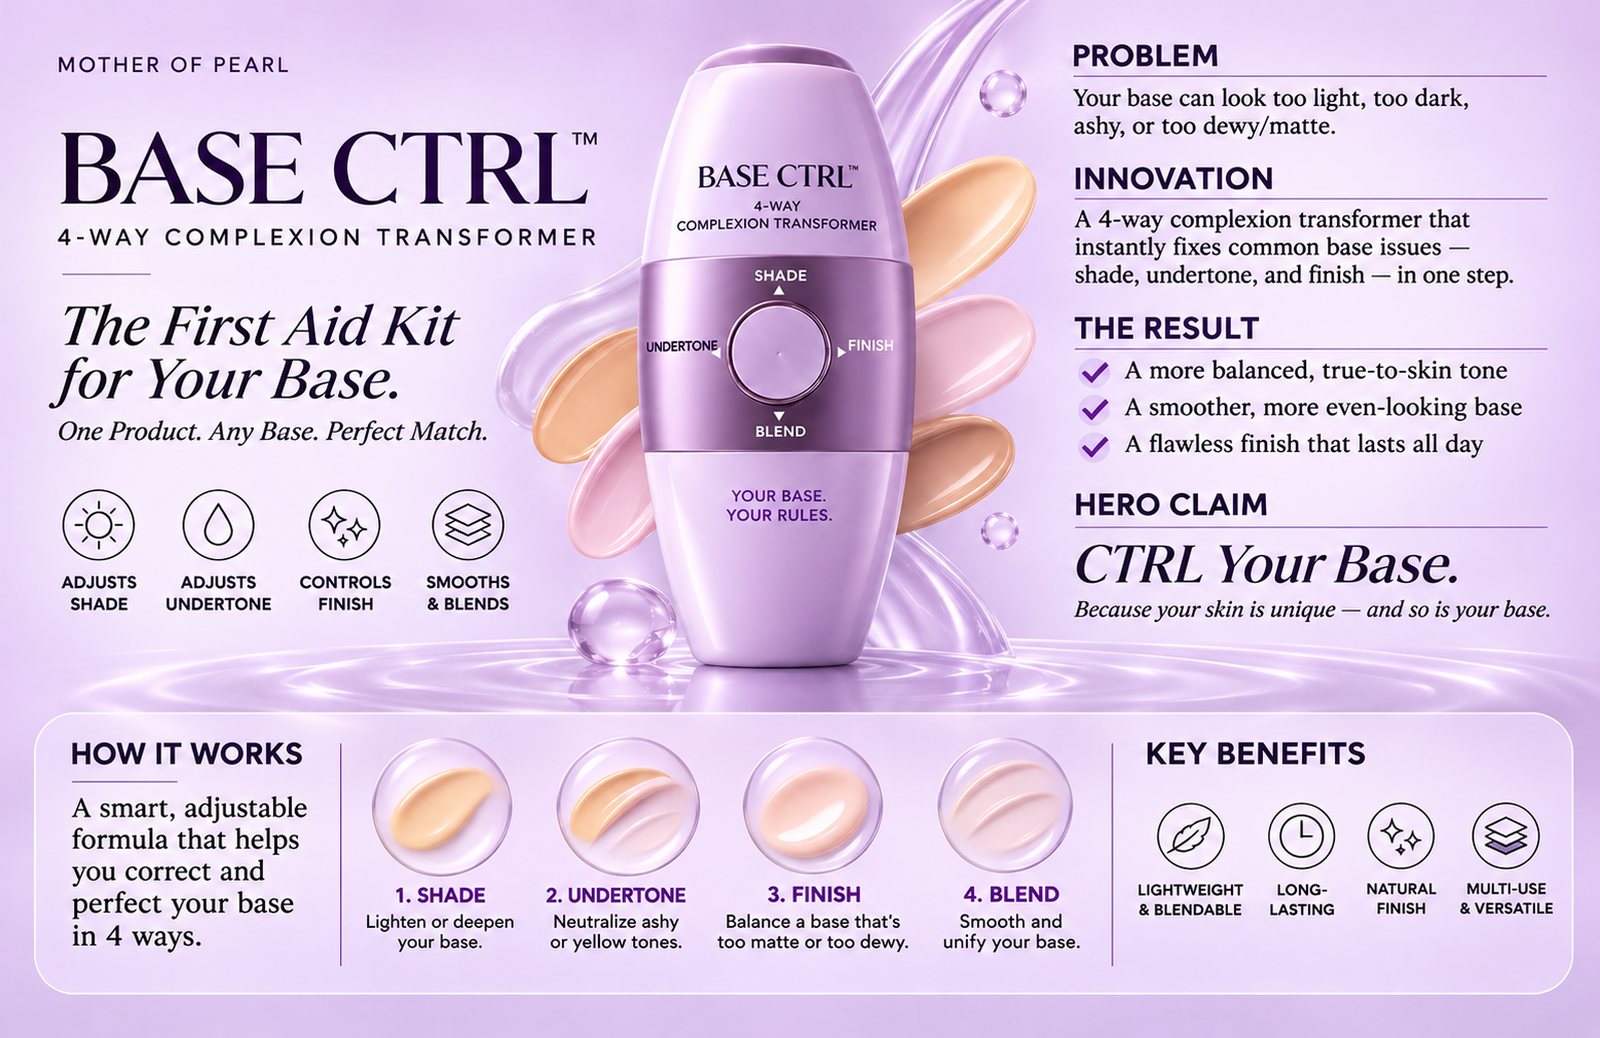 MOTHER OF PEARL
BASE CTRL™
4-WAY COMPLEXION TRANSFORMER
The First Aid Kit
for Your Base.
One Product. Any Base. Perfect Match.
ADJUSTS
SHADE
ADJUSTS
UNDERTONE
CONTROLS
FINISH
SMOOTHS
& BLENDS
BASE CTRL™
4-WAY
COMPLEXION TRANSFORMER
SHADE
UNDERTONE
FINISH
BLEND
YOUR BASE.
YOUR RULES.
PROBLEM
Your base can look too light, too dark,
ashy, or too dewy/matte.
INNOVATION
A 4-way complexion transformer that
instantly fixes common base issues —
shade, undertone, and finish — in one step.
THE RESULT
A more balanced, true-to-skin tone
A smoother, more even-looking base
A flawless finish that lasts all day
HERO CLAIM
CTRL Your Base.
Because your skin is unique — and so is your base.
HOW IT WORKS
A smart, adjustable
formula that helps
you correct and
perfect your base
in 4 ways.
1. SHADE
Lighten or deepen
your base.
2. UNDERTONE
Neutralize ashy
or yellow tones.
3. FINISH
Balance a base that's
too matte or too dewy.
4. BLEND
Smooth and
unify your base.
KEY BENEFITS
LIGHTWEIGHT
& BLENDABLE
LONG-
LASTING
NATURAL
FINISH
MULTI-USE
& VERSATILE